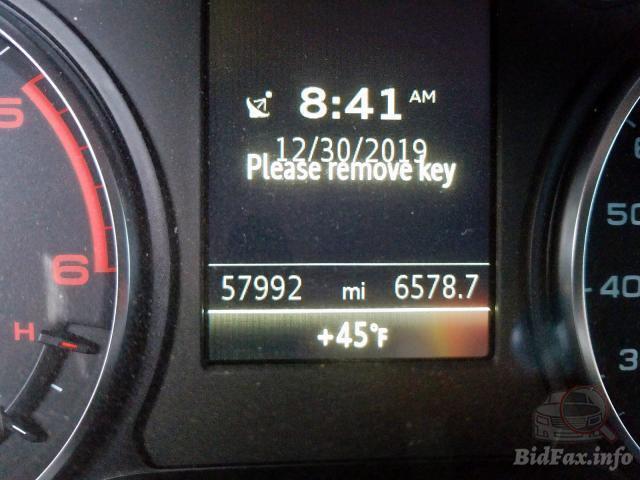 8:41 AM
12/30/2019
Please remove key
57992 mi 6578.7
+45°F
5
6
H
50
40
3
BidFax.info